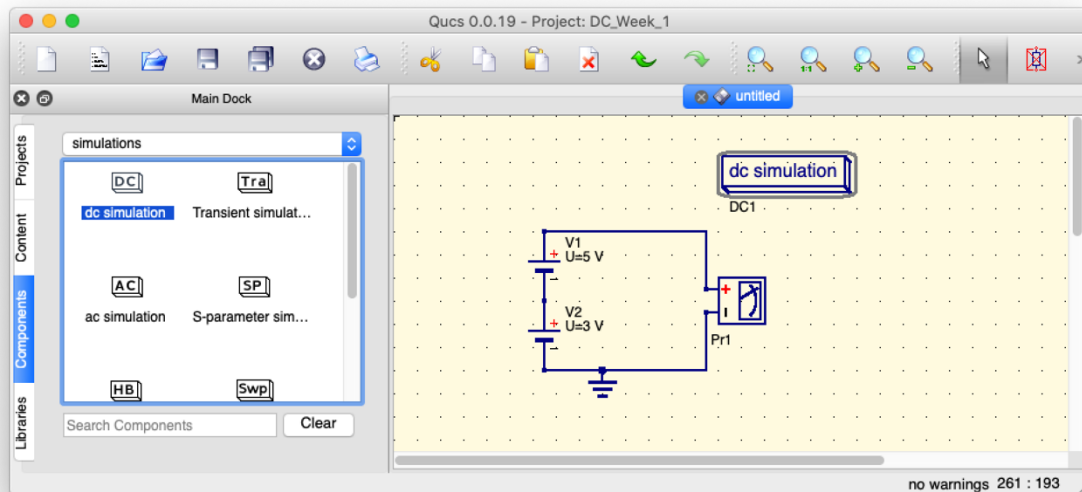 Qucs 0.0.19 - Project: DC_Week_1
Main Dock
untitled
Projects
Content
Components
Libraries
simulations
DC
Tra
dc simulation
Transient simulat...
AC
SP
ac simulation
S-parameter sim...
HB
Swp
Search Components
Clear
dc simulation
DC1
V1
U=5 V
V2
U=3 V
Pr1
no warnings 261 : 193